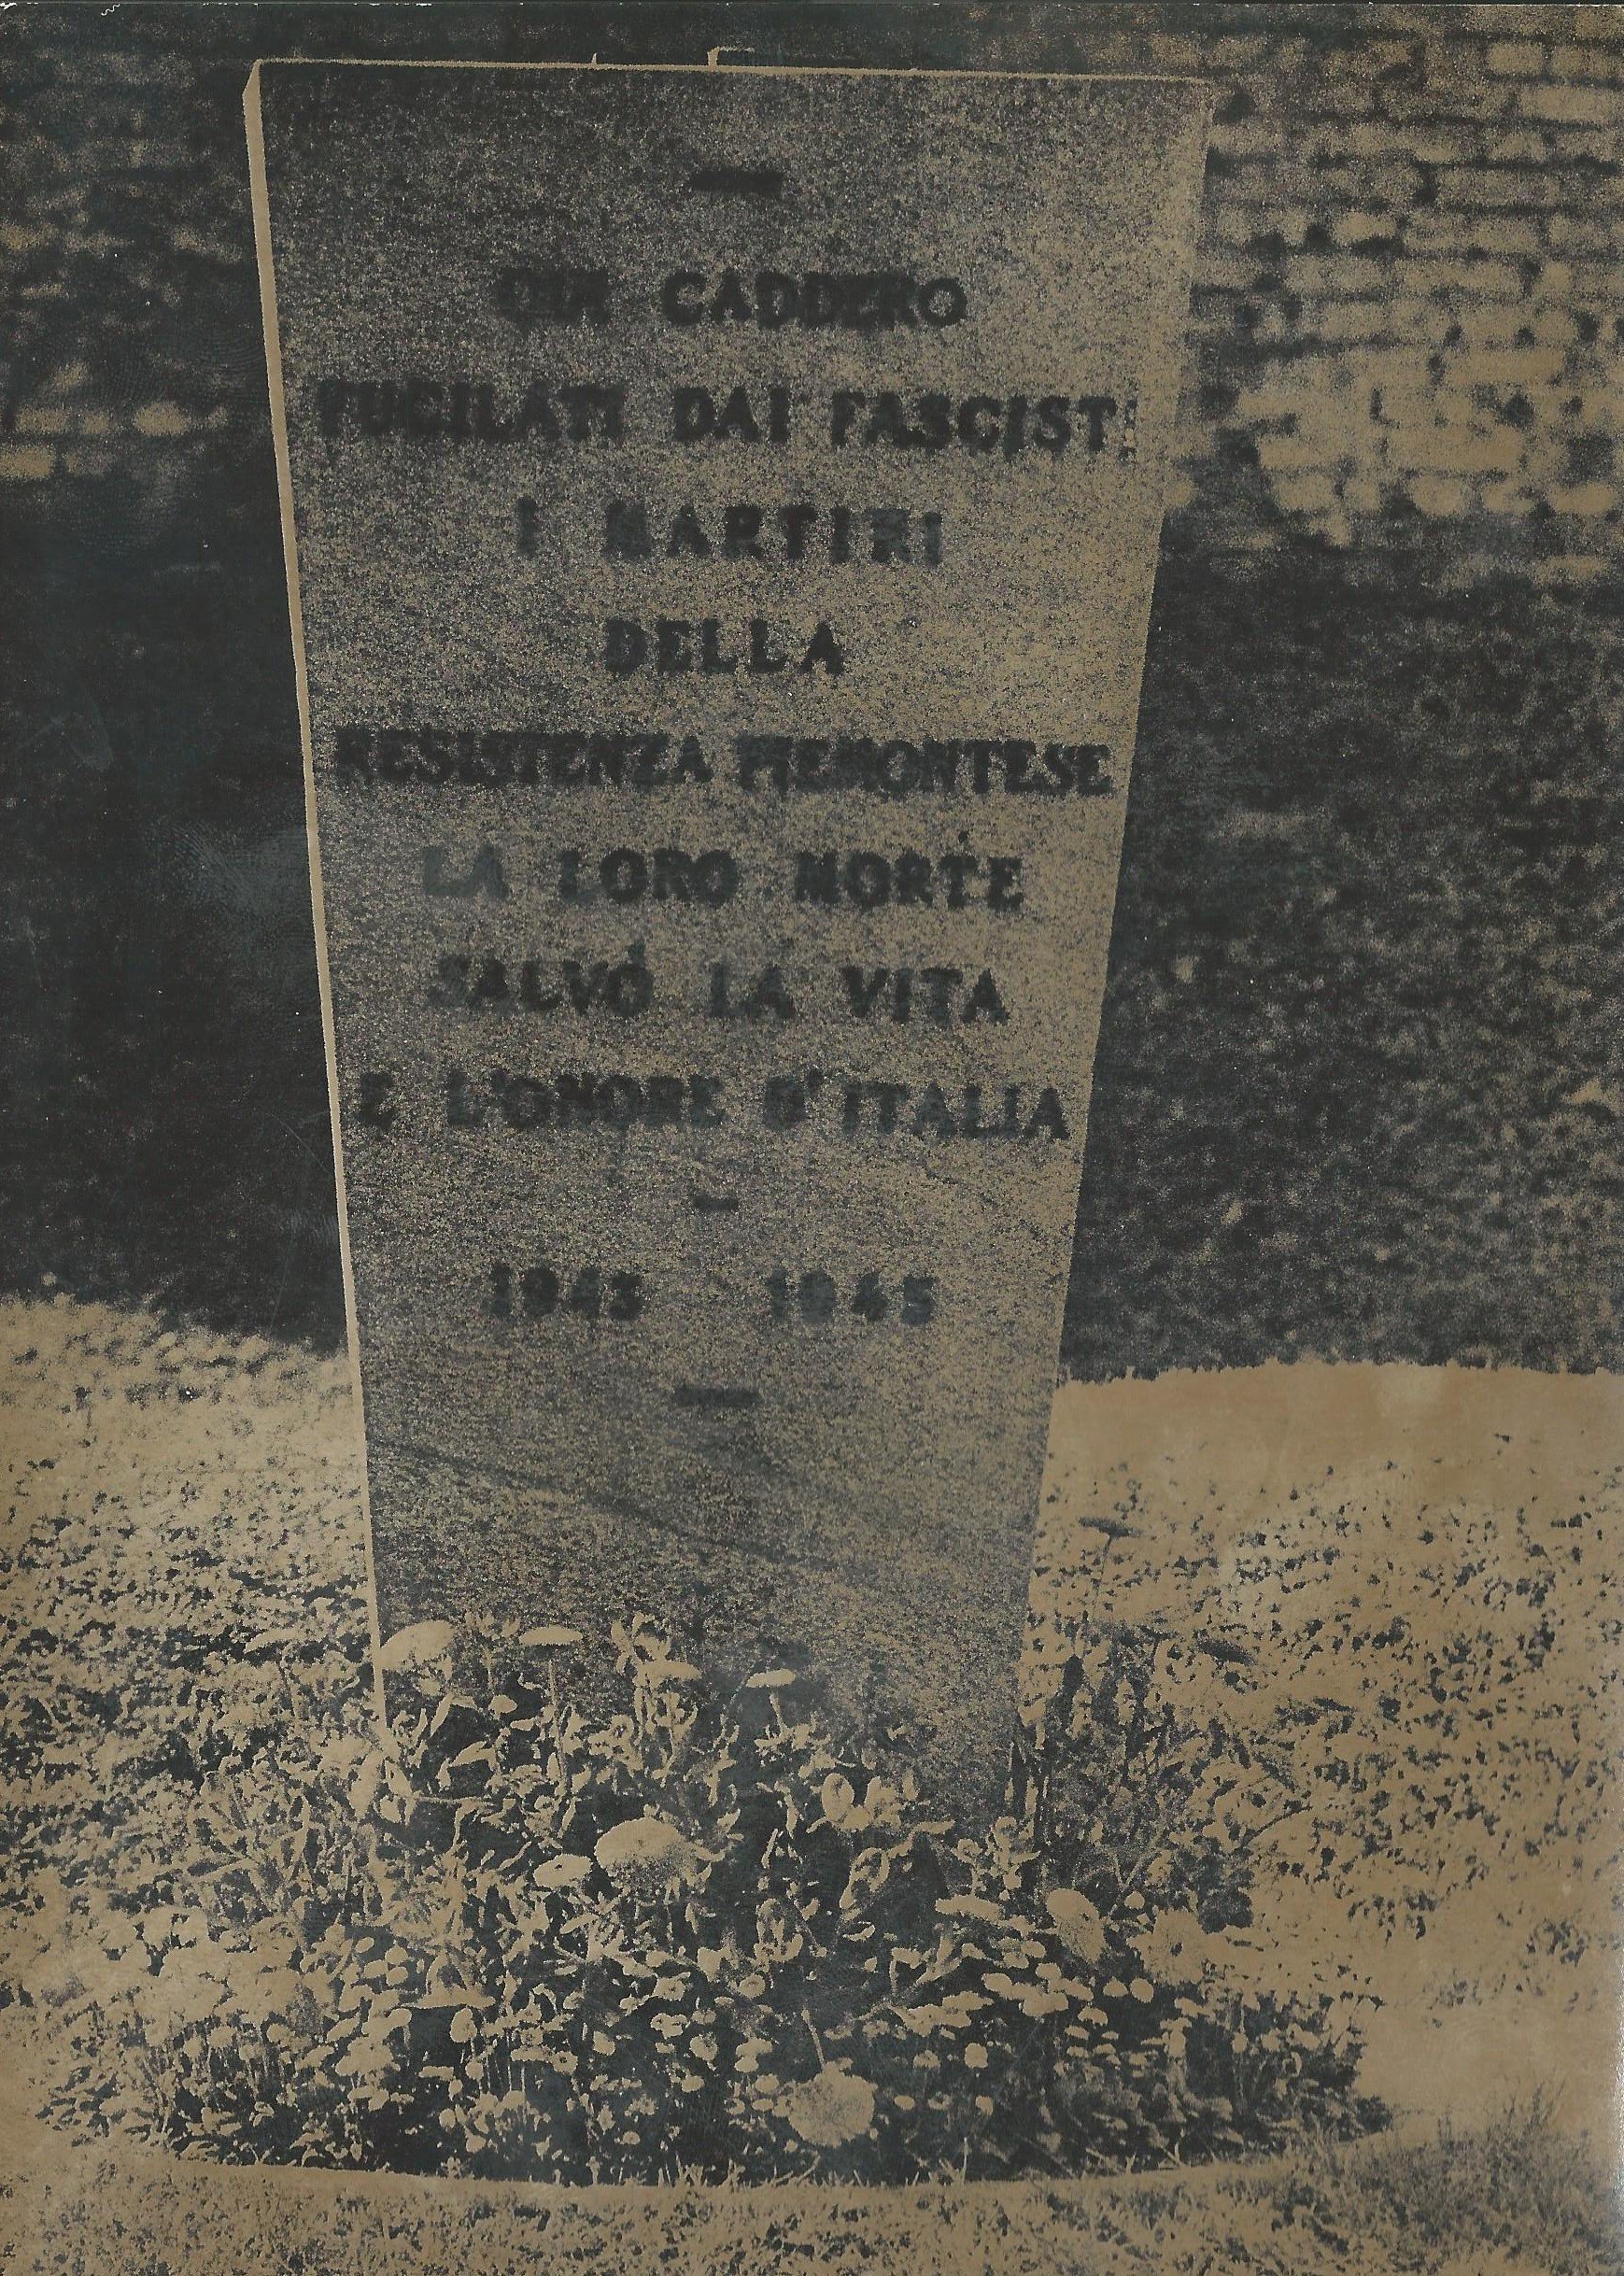 QUI CADDERO
FUCILATI DAI FASCISTI
I MARTIRI
DELLA
RESISTENZA PIEMONTESE
LA LORO MORTE
SALVÒ LA VITA
E L'ONORE D'ITALIA
-
1943 - 1945